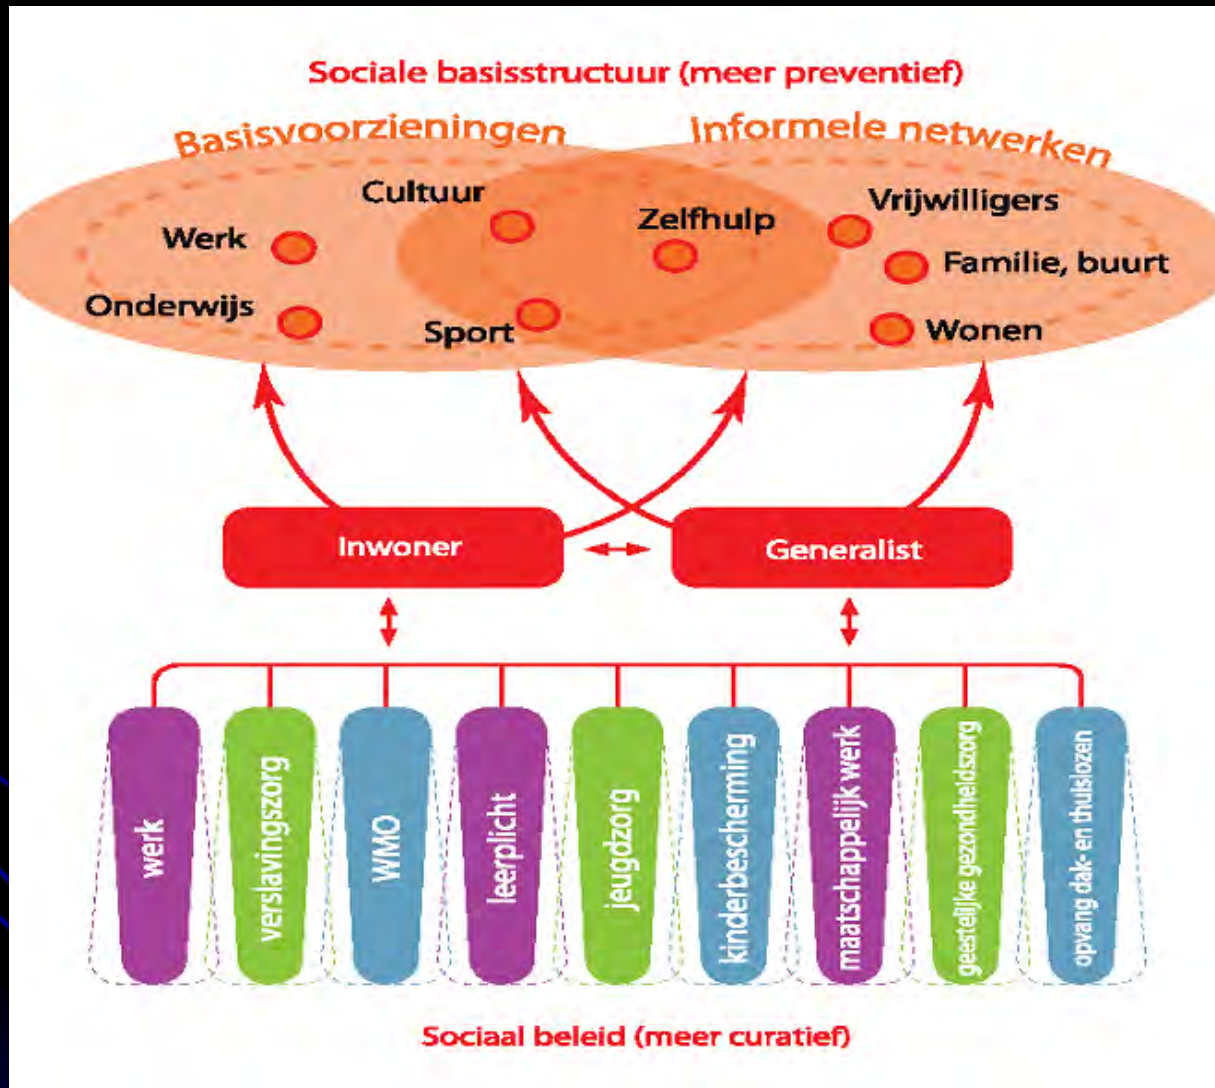 Sociale basisstructuur (meer preventief)
Basisvoorzieningen
Informele netwerken
Cultuur
Vrijwilligers
Zelfhulp
Werk
Familie, buurt
Onderwijs
Sport
Wonen
Inwoner
Generalist
werk
verslavingszorg
WMO
leerplicht
jeugdzorg
kinderbescherming
maatschappelijk werk
geestelijke gezondheidszorg
opvang dak- en thuislozen
Sociaal beleid (meer curatief)